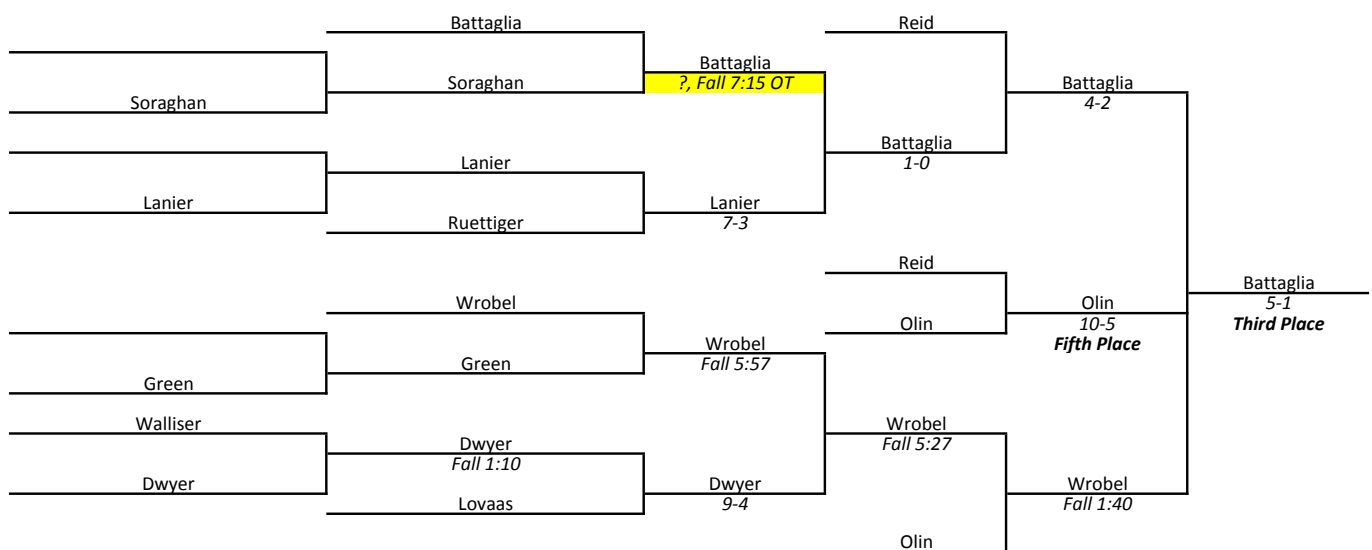 Battaglia
Reid
Battaglia
?, Fall 7:15 OT
Soraghan
Battaglia
4-2
Soraghan
Battaglia
1-0
Lanier
Lanier
Lanier
7-3
Ruettiger
Reid
Battaglia
5-1
Third Place
Wrobel
Olin
10-5
Fifth Place
Olin
Wrobel
Fall 5:57
Green
Green
Walliser
Wrobel
Fall 5:27
Dwyer
Fall 1:10
Dwyer
Dwyer
9-4
Wrobel
Fall 1:40
Lovaas
Olin